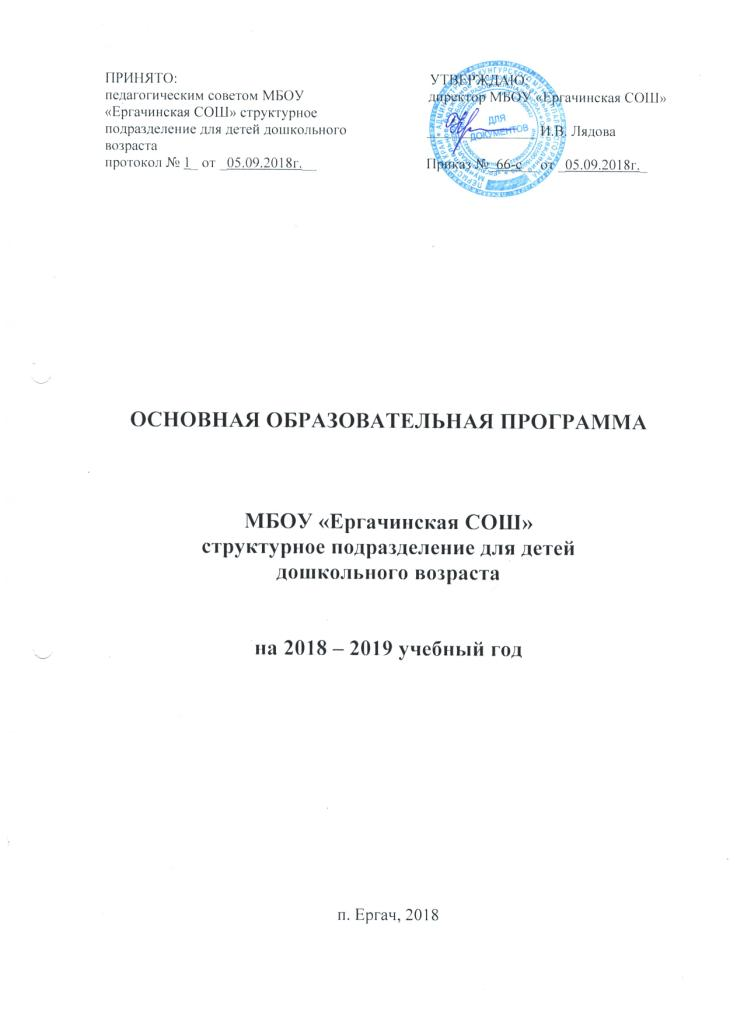 ПРИНЯТО:
педагогическим советом МБОУ
«Ергачинская СОШ» структурное
подразделение для детей дошкольного
возраста
протокол № 1 от 05.09.2018г.
УТВЕРЖДАЮ:
директор МБОУ «Ергачинская СОШ»
И.В. Лядова
Приказ № 66-с от 05.09.2018г.
ДЛЯ
ДОКУМЕНТОВ
ОСНОВНАЯ ОБРАЗОВАТЕЛЬНАЯ ПРОГРАММА
МБОУ «Ергачинская СОШ»
структурное подразделение для детей
дошкольного возраста
на 2018 – 2019 учебный год
п. Ергач, 2018